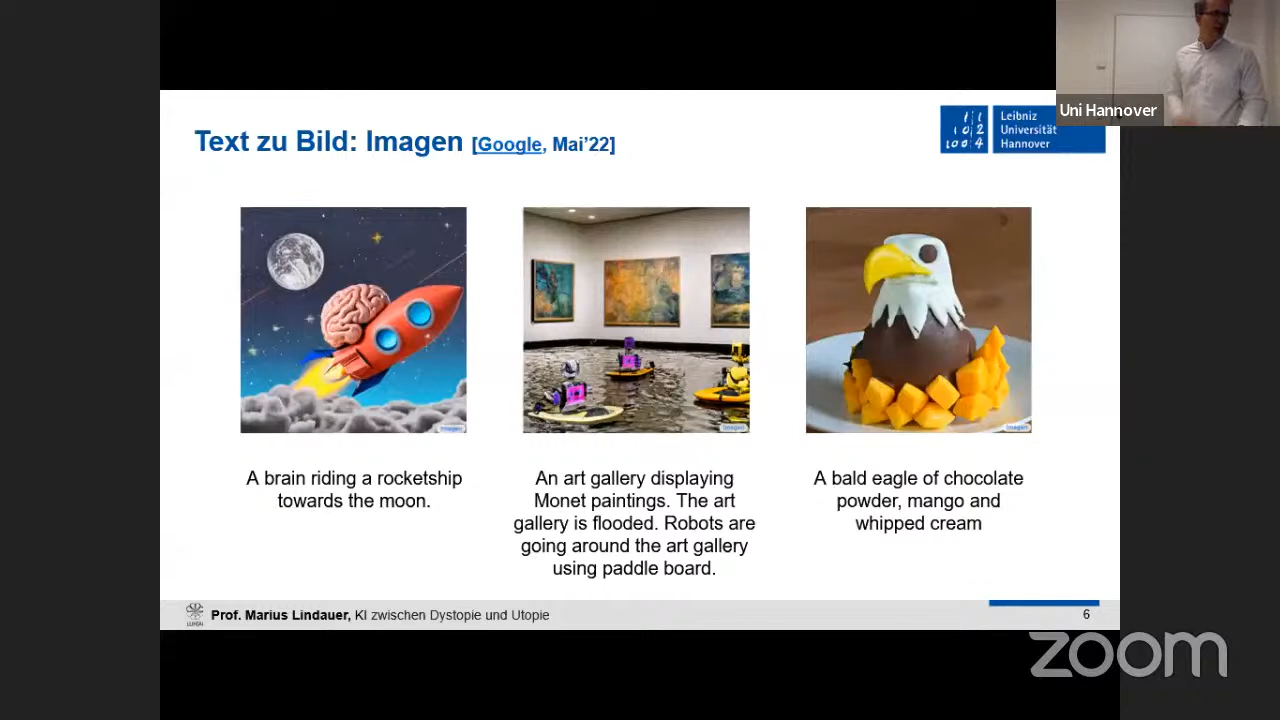 Uni Hannover
Text zu Bild: Imagen [Google, Mai’22]
Leibniz
Universität
Hannover
Imagen
Imagen
Imagen
A brain riding a rocketship
towards the moon.
An art gallery displaying
Monet paintings. The art
gallery is flooded. Robots are
going around the art gallery
using paddle board.
A bald eagle of chocolate
powder, mango and
whipped cream
Prof. Marius Lindauer, KI zwischen Dystopie und Utopie
6
zoom